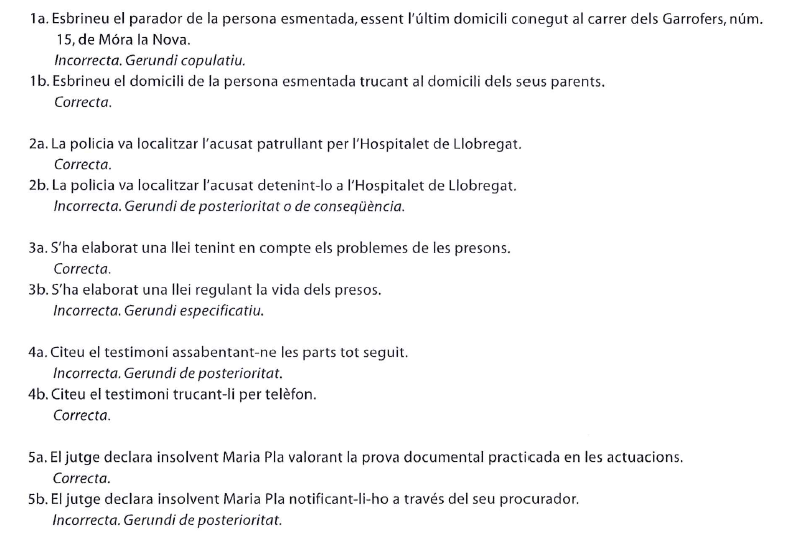 1a. Esbrineu el parador de la persona esmentada, essent l'últim domicili conegut al carrer dels Garrofers, núm.
15, de Móra la Nova.
Incorrecta. Gerundi copulatiu.
1b. Esbrineu el domicili de la persona esmentada trucant al domicili dels seus parents.
Correcta.
2a. La policia va localitzar l'acusat patrullant per l'Hospitalet de Llobregat.
Correcta.
2b. La policia va localitzar l'acusat detenint-lo a l'Hospitalet de Llobregat.
Incorrecta. Gerundi de posterioritat o de conseqüència.
3a. S'ha elaborat una llei tenint en compte els problemes de les presons.
Correcta.
3b. S'ha elaborat una llei regulant la vida dels presos.
Incorrecta. Gerundi especificatiu.
4a. Citeu el testimoni assabentant-ne les parts tot seguit.
Incorrecta. Gerundi de posterioritat.
4b. Citeu el testimoni trucant-li per telèfon.
Correcta.
5a. El jutge declara insolvent Maria Pla valorant la prova documental practicada en les actuacions.
Correcta.
5b. El jutge declara insolvent Maria Pla notificant-li-ho a través del seu procurador.
Incorrecta. Gerundi de posterioritat.